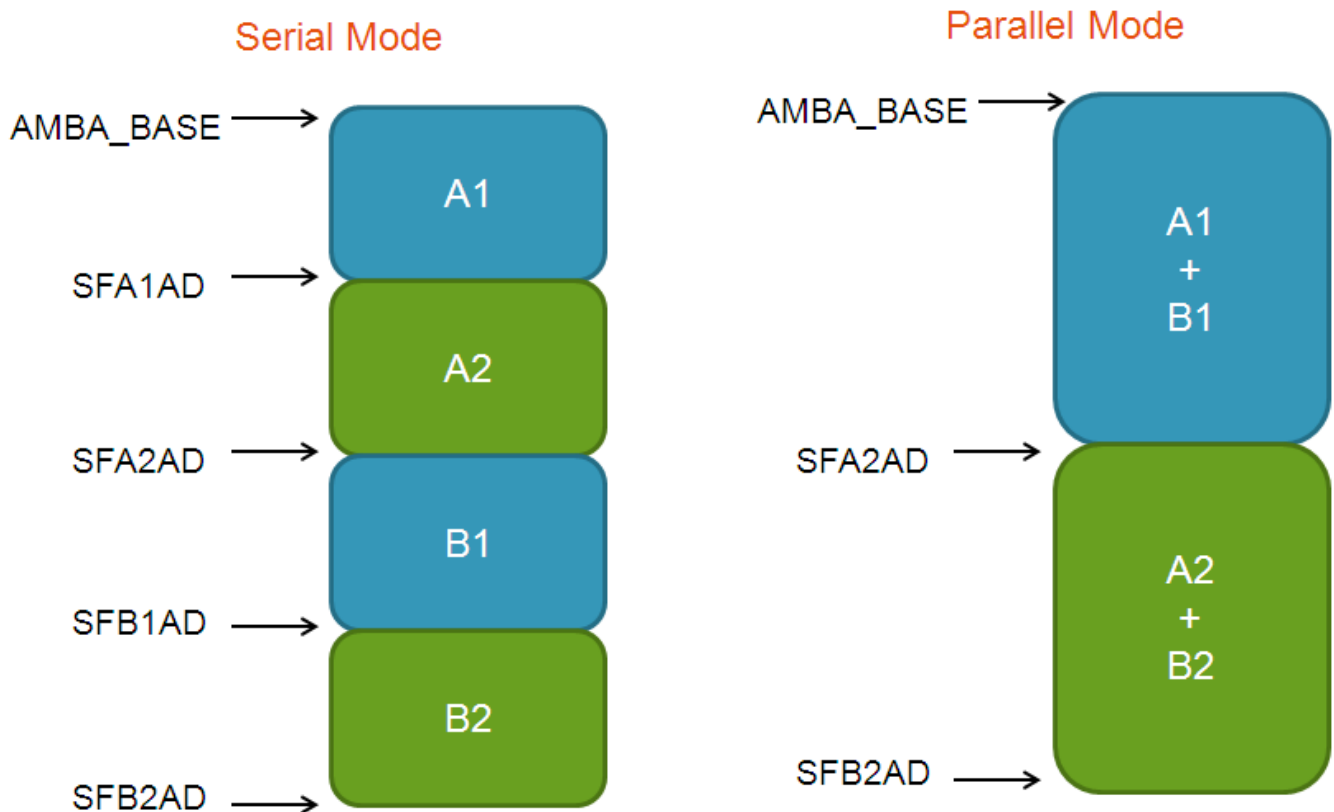 Serial Mode
AMBA_BASE
A1
SFA1AD
A2
SFA2AD
B1
SFB1AD
B2
SFB2AD
Parallel Mode
AMBA_BASE
A1
+
B1
SFA2AD
A2
+
B2
SFB2AD